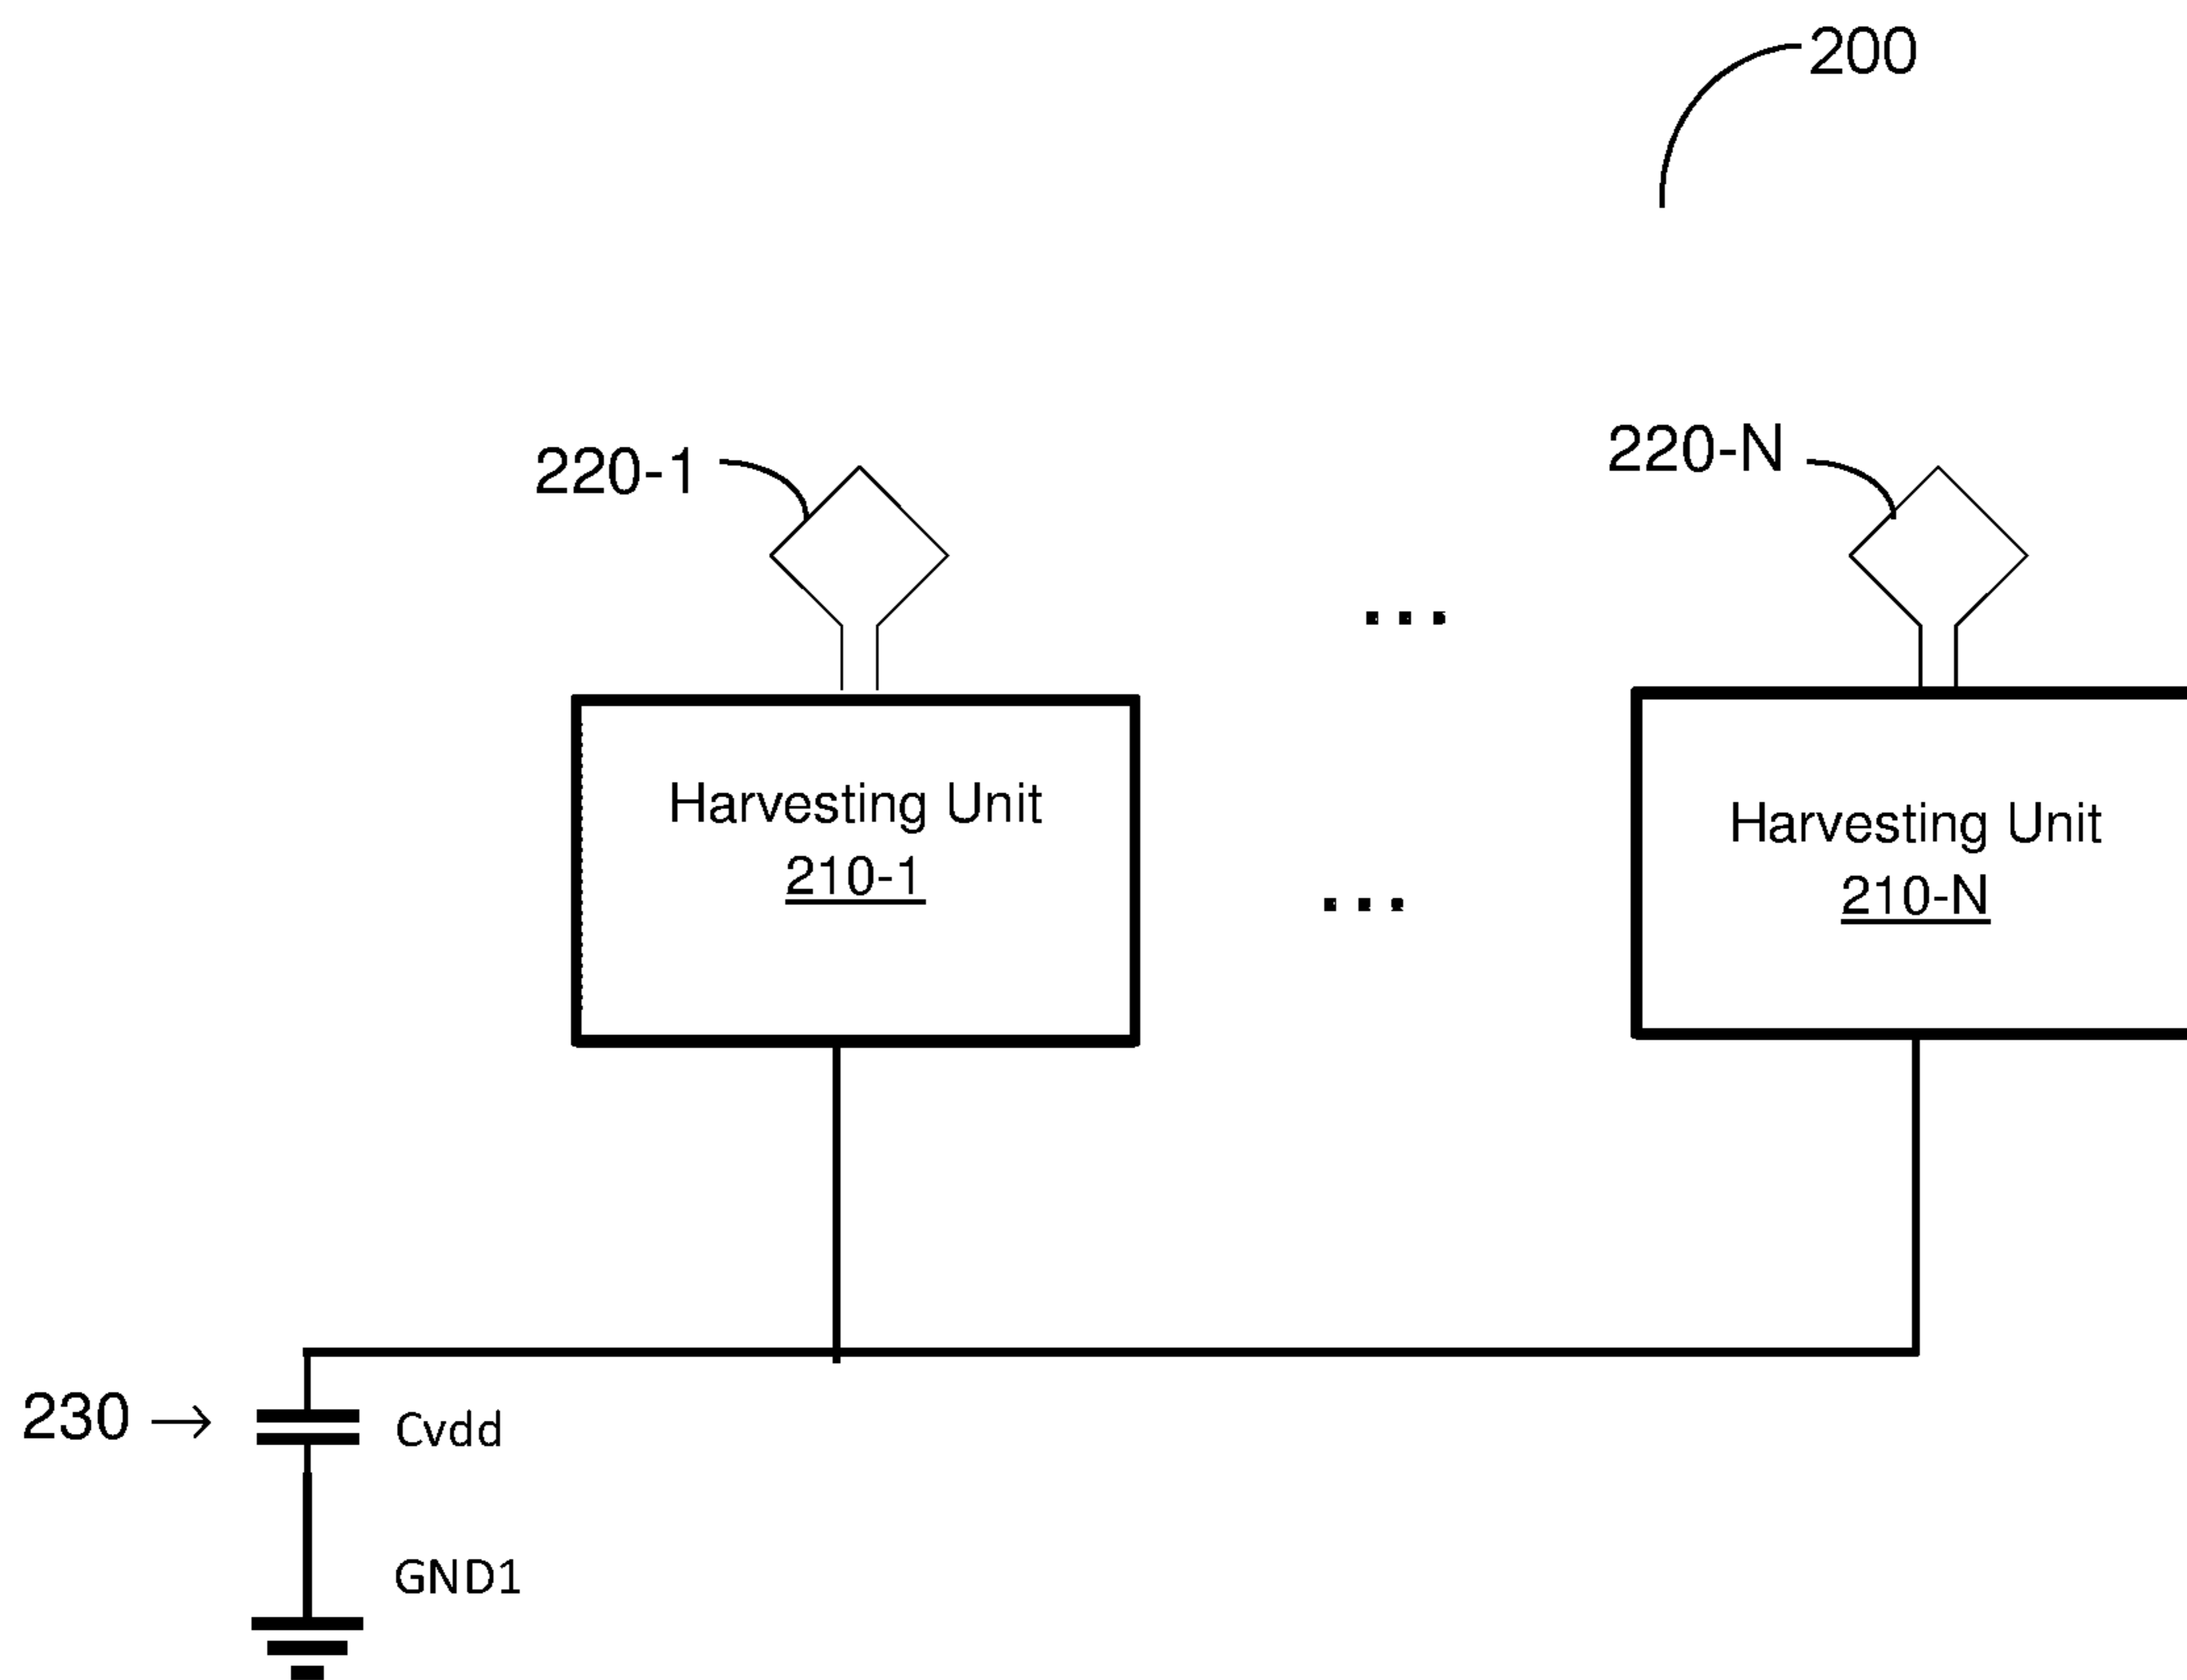 200
220-1
220-N
...
Harvesting Unit
210-1
...
Harvesting Unit
210-N
230 →
Cvdd
GND1